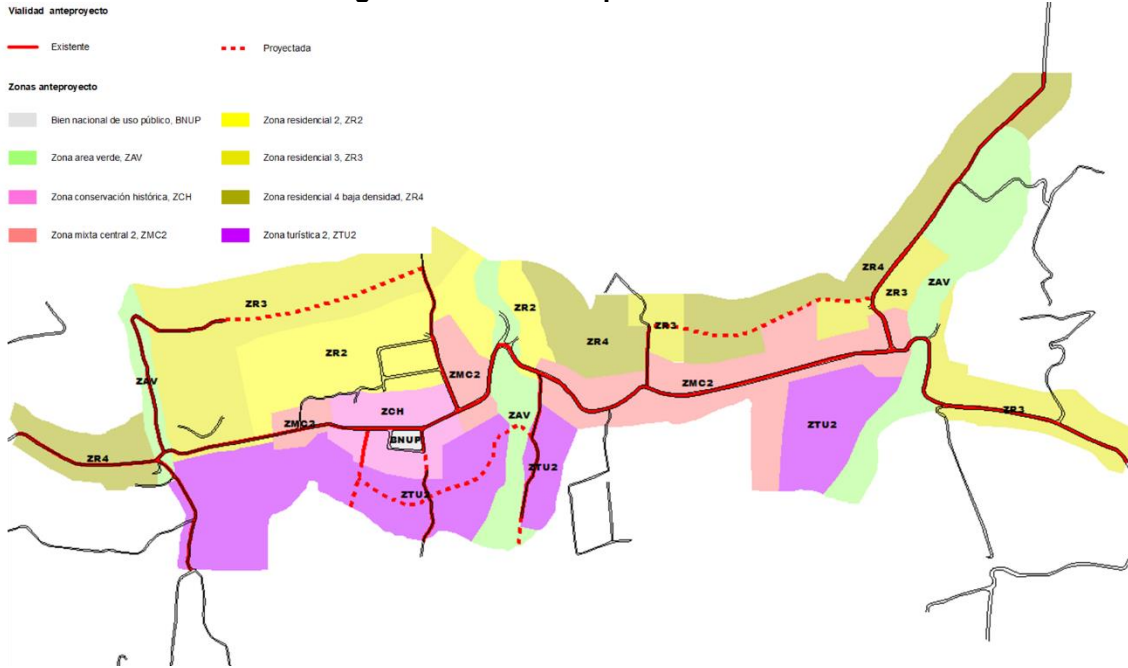 Vialidad anteproyecto
Existente
Proyectada
Zonas anteproyecto
Bien nacional de uso público, BNUP
Zona residencial 2, ZR2
Zona area verde, ZAV
Zona residencial 3, ZR3
Zona conservación histórica, ZCH
Zona residencial 4 baja densidad, ZR4
Zona mixta central 2, ZMC2
Zona turística 2, ZTU2
ZR4
ZR3
ZR3
ZAV
ZR2
ZR3
ZR2
ZR4
ZAV
ZMC2
ZMC2
ZCH
ZAV
ZR3
ZMC2
ZTU2
BNUP
ZR4
ZTU2
ZTU2